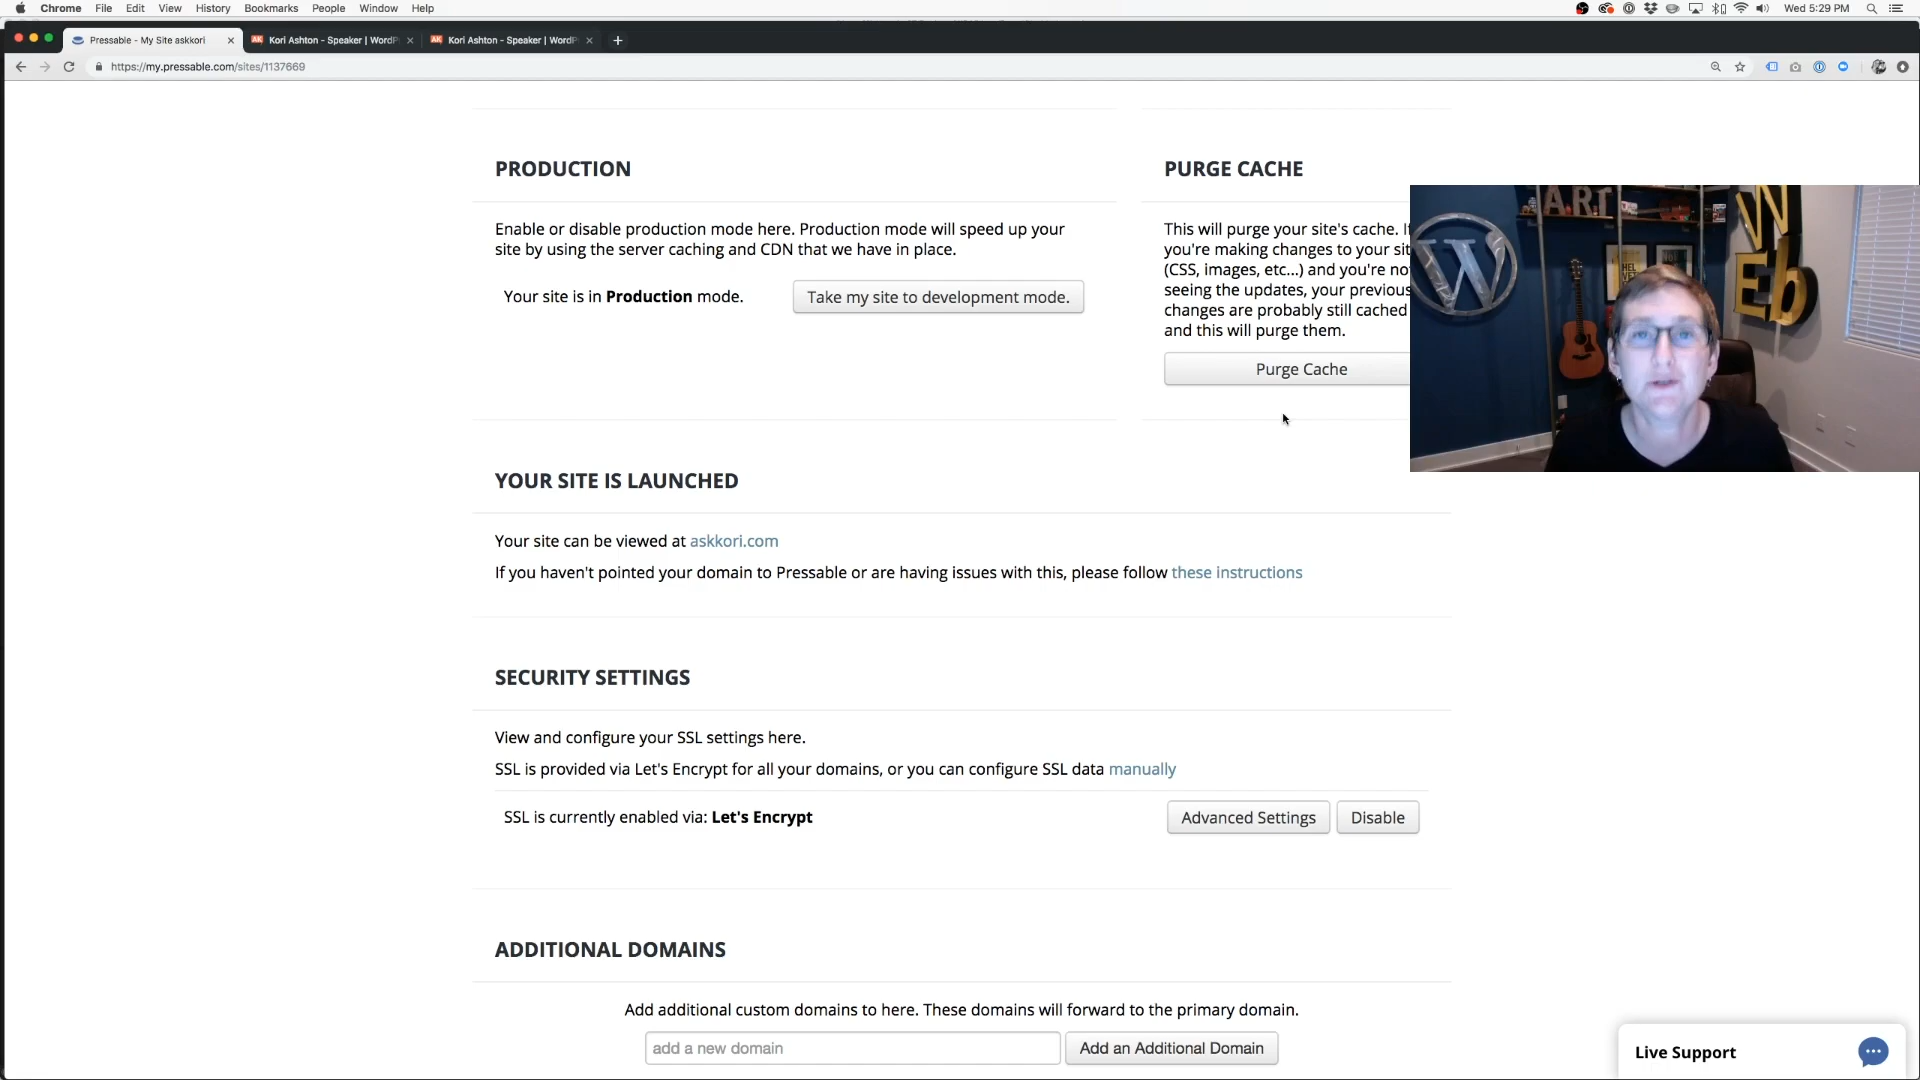 Chrome File Edit View History Bookmarks People Window Help Wed 5:29 PM
Pressable - My Site askkori Kori Ashton - Speaker | WordP Kori Ashton - Speaker | WordP
https://my.pressable.com/sites/1137669
PRODUCTION
Enable or disable production mode here. Production mode will speed up your
site by using the server caching and CDN that we have in place.
Your site is in Production mode.
Take my site to development mode.
PURGE CACHE
This will purge your site's cache. If
you're making changes to your sit
(CSS, images, etc...) and you're no
seeing the updates, your previous
changes are probably still cached
and this will purge them.
Purge Cache
ART
HEL
VET
W
WEb
YOUR SITE IS LAUNCHED
Your site can be viewed at askkori.com
If you haven't pointed your domain to Pressable or are having issues with this, please follow these instructions
SECURITY SETTINGS
View and configure your SSL settings here.
SSL is provided via Let's Encrypt for all your domains, or you can configure SSL data manually
SSL is currently enabled via: Let's Encrypt
Advanced Settings
Disable
ADDITIONAL DOMAINS
Add additional custom domains to here. These domains will forward to the primary domain.
add a new domain
Add an Additional Domain
Live Support